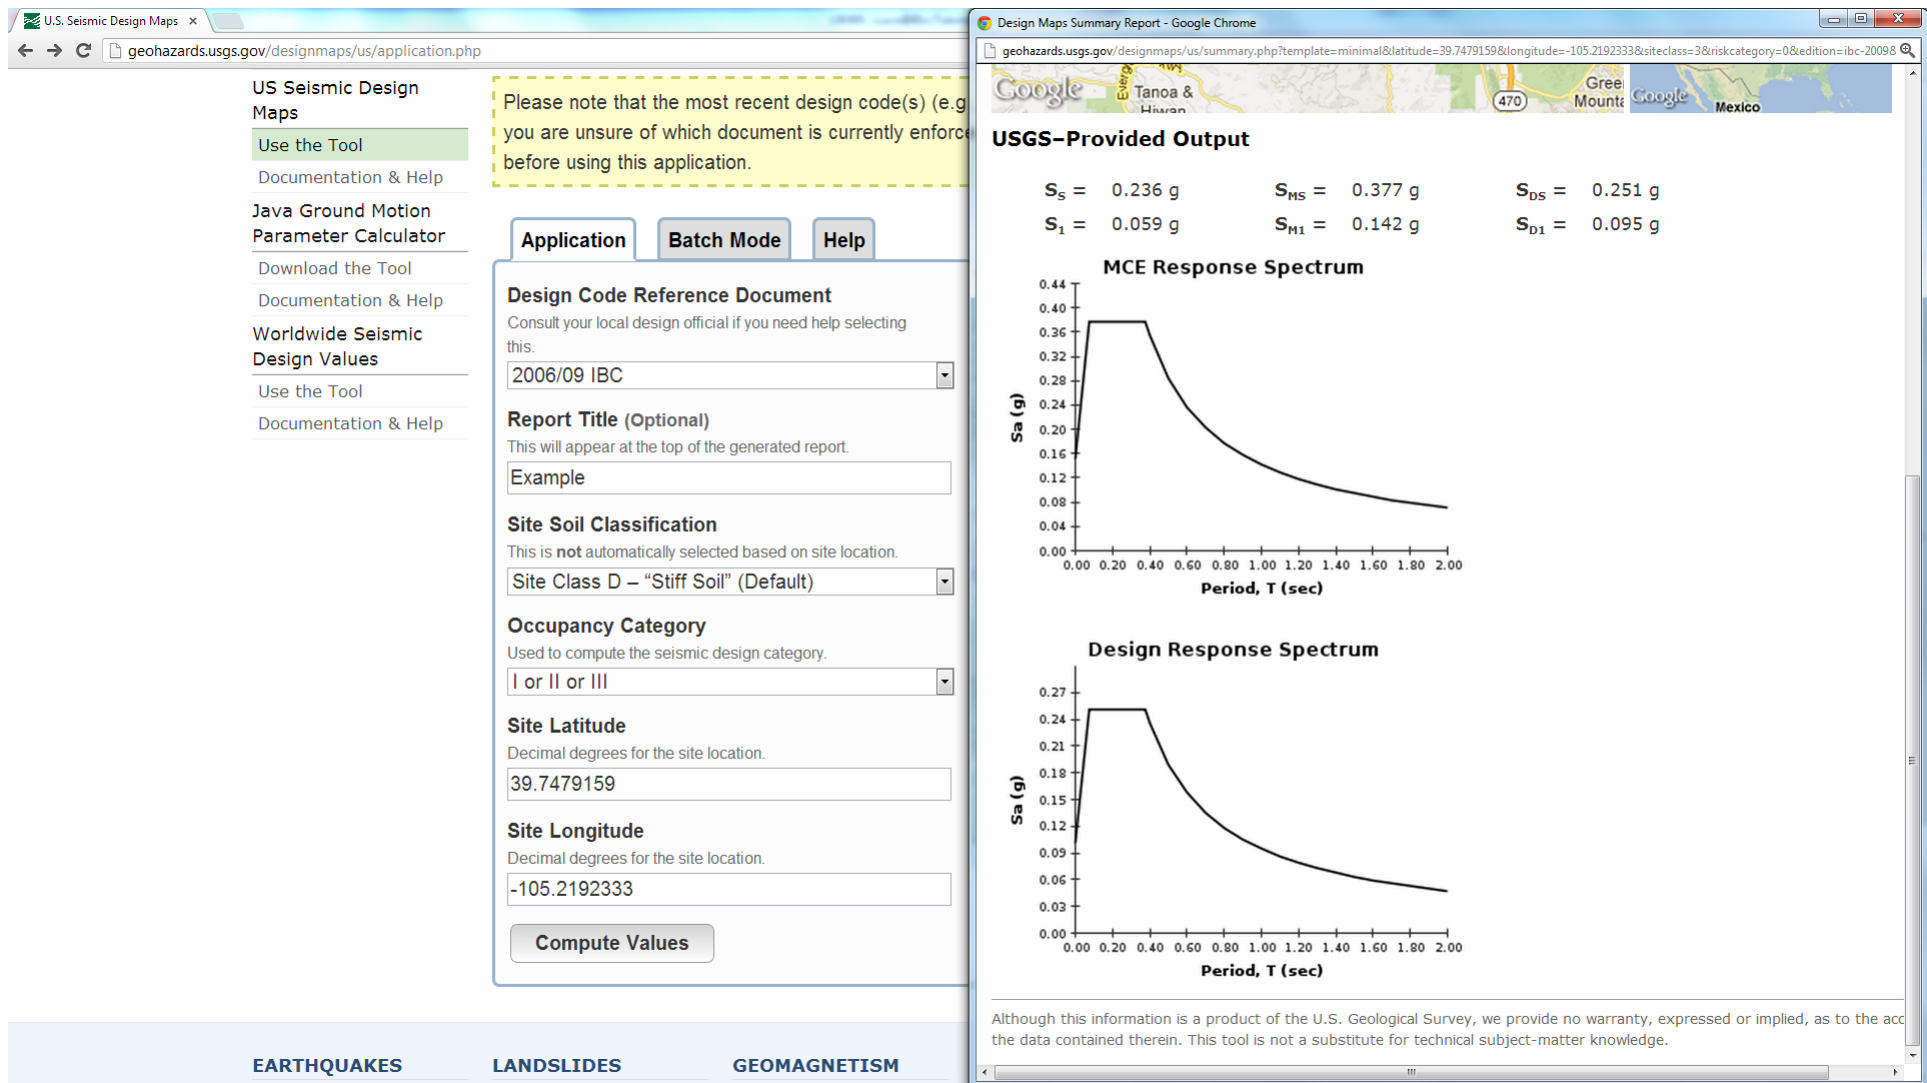 U.S. Seismic Design Maps ×
geohazards.usgs.gov/designmaps/us/application.php
US Seismic Design
Maps
Use the Tool
Documentation & Help
Java Ground Motion
Parameter Calculator
Download the Tool
Documentation & Help
Worldwide Seismic
Design Values
Use the Tool
Documentation & Help
Please note that the most recent design code(s) (e.g
you are unsure of which document is currently enforce
before using this application.
Application Batch Mode Help
Design Code Reference Document
Consult your local design official if you need help selecting
this.
2006/09 IBC
Report Title (Optional)
This will appear at the top of the generated report.
Example
Site Soil Classification
This is not automatically selected based on site location.
Site Class D – “Stiff Soil” (Default)
Occupancy Category
Used to compute the seismic design category.
I or II or III
Site Latitude
Decimal degrees for the site location.
39.7479159
Site Longitude
Decimal degrees for the site location.
-105.2192333
Compute Values
EARTHQUAKES LANDSLIDES GEOMAGNETISM
Design Maps Summary Report - Google Chrome
geohazards.usgs.gov/designmaps/us/summary.php?template=minimal&latitude=39.7479159&longitude=-105.2192333&siteclass=3&riskcategory=0&edition=ibc-2009&
Google Everg Tanoa & Hiwan 470 Gree Mounta Google Mexico
USGS–Provided Output
SS = 0.236 g SMS = 0.377 g SDS = 0.251 g
S1 = 0.059 g SM1 = 0.142 g SD1 = 0.095 g
MCE Response Spectrum
0.44
0.40
0.36
0.32
0.28
0.24
0.20
0.16
0.12
0.08
0.04
0.00
Sa (g)
0.00 0.20 0.40 0.60 0.80 1.00 1.20 1.40 1.60 1.80 2.00
Period, T (sec)
Design Response Spectrum
0.27
0.24
0.21
0.18
0.15
0.12
0.09
0.06
0.03
0.00
Sa (g)
0.00 0.20 0.40 0.60 0.80 1.00 1.20 1.40 1.60 1.80 2.00
Period, T (sec)
Although this information is a product of the U.S. Geological Survey, we provide no warranty, expressed or implied, as to the acc
the data contained therein. This tool is not a substitute for technical subject-matter knowledge.